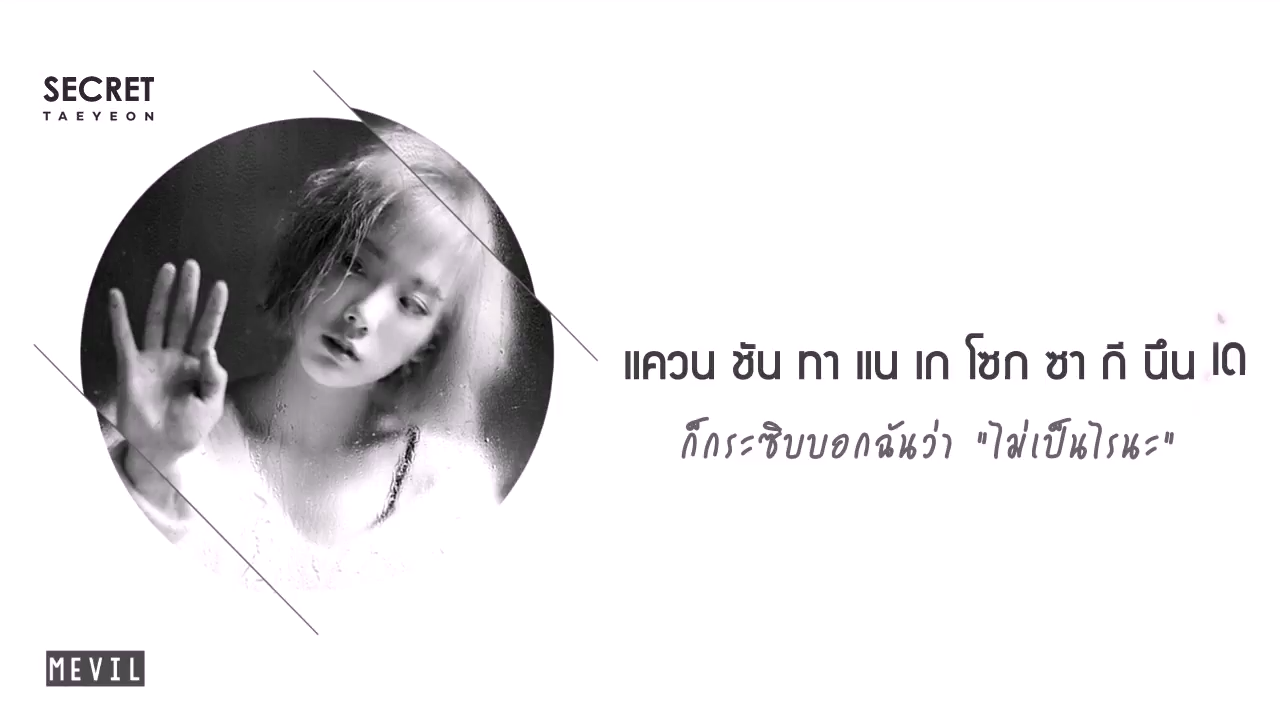 SECRET
TAEYEON
แควน ชัน ทา แน เก โซก ซา กี นึน เด
ก็กระซิบบอกฉันว่า "ไม่เป็นไรนะ"
MEVIL